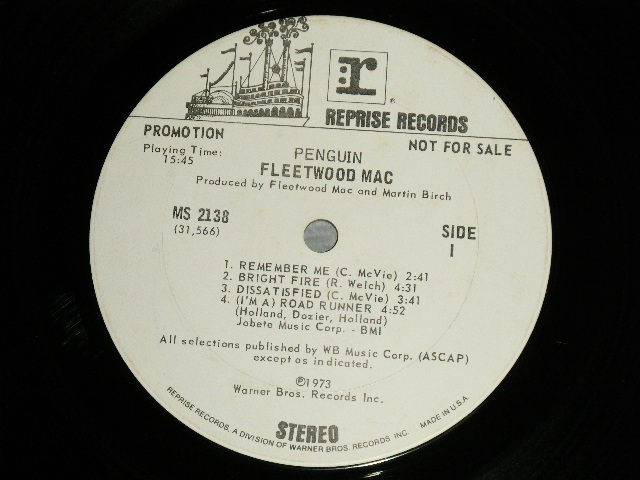 :r
REPRISE RECORDS
PROMOTION
NOT FOR SALE
Playing Time:
15:45
PENGUIN
FLEETWOOD MAC
Produced by Fleetwood Mac and Martin Birch
MS 2138
(31,566)
SIDE
1
1. REMEMBER ME (C. McVie) 2:41
2. BRIGHT FIRE (R. Welch) 4:31
3. DISSATISFIED (C. McVie) 3:41
4. (I'M A) ROAD RUNNER 4:52
(Holland, Dozier, Holland)
Jobete Music Corp. - BMI
All selections published by WB Music Corp. (ASCAP)
except as indicated.
℗1973
Warner Bros. Records Inc.
STEREO
REPRISE RECORDS, A DIVISION OF WARNER BROS. RECORDS INC. MADE IN U.S.A.